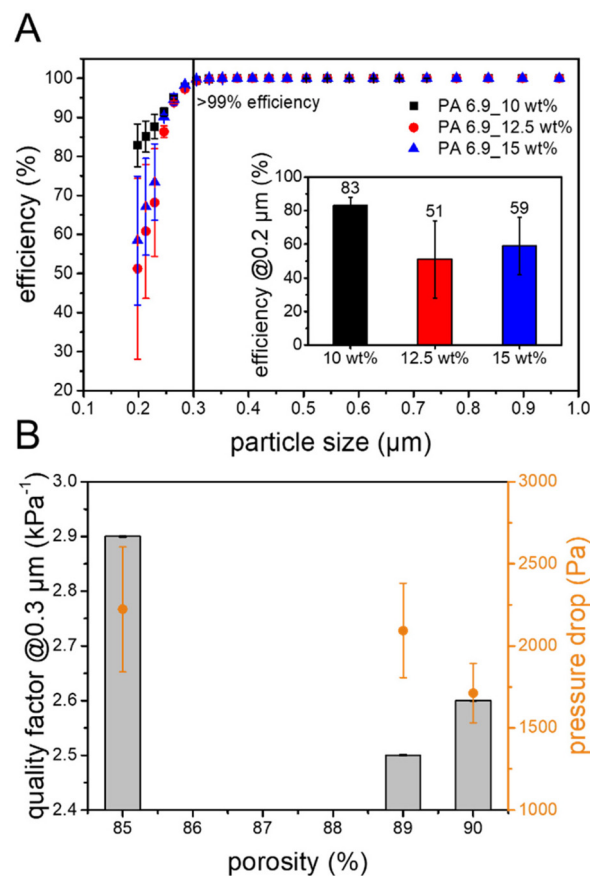 A
efficiency (%)
100
90
80
70
60
50
40
30
20
>99% efficiency
PA 6.9_10 wt%
PA 6.9_12.5 wt%
PA 6.9_15 wt%
efficiency @0.2 µm (%)
100
80
60
40
20
0
83
51
59
10 wt%
12.5 wt%
15 wt%
0.1 0.2 0.3 0.4 0.5 0.6 0.7 0.8 0.9 1.0
particle size (µm)
B
quality factor @0.3 µm (kPa-1)
3.0
2.9
2.8
2.7
2.6
2.5
2.4
3000
2500
2000
1500
1000
pressure drop (Pa)
85 86 87 88 89 90
porosity (%)